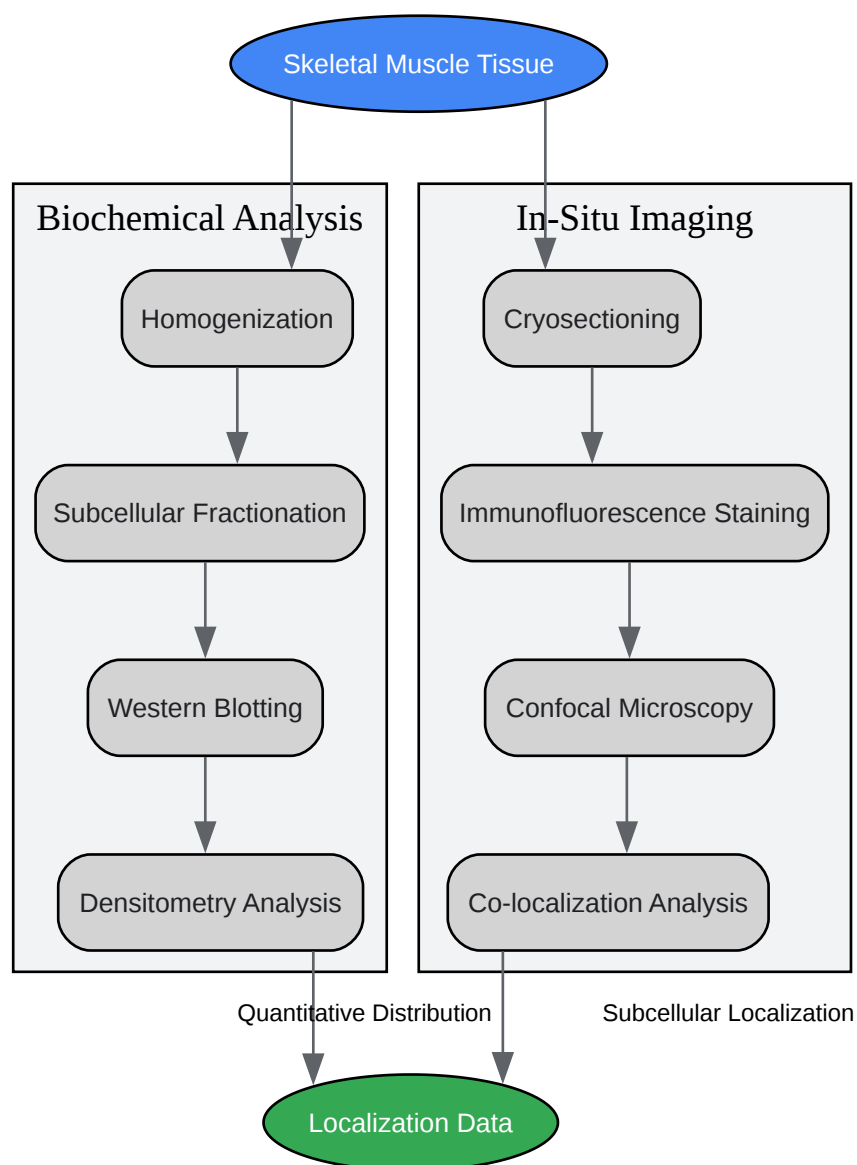 Skeletal Muscle Tissue
Biochemical Analysis
Homogenization
Subcellular Fractionation
Western Blotting
Densitometry Analysis
In-Situ Imaging
Cryosectioning
Immunofluorescence Staining
Confocal Microscopy
Co-localization Analysis
Quantitative Distribution
Subcellular Localization
Localization Data